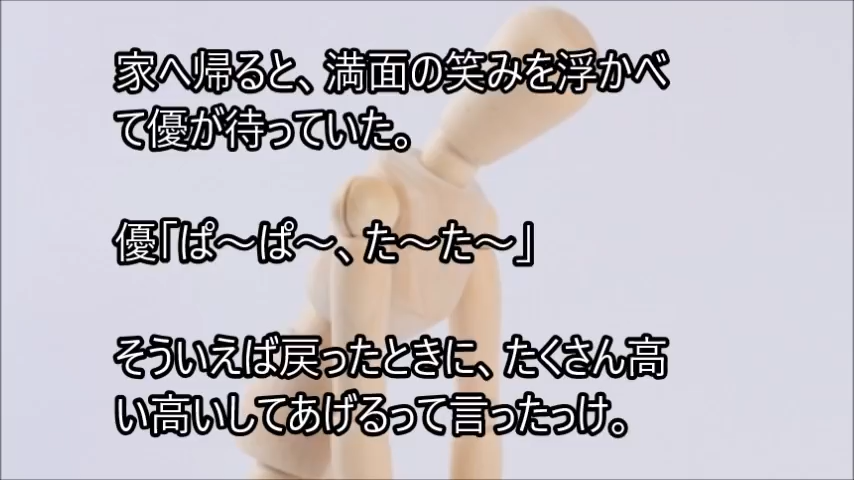 家へ帰ると、満面の笑みを浮かべ
て優が待っていた。
優「ぱ～ぱ～、た～た～」
そういえば戻ったときに、たくさん高
い高いしてあげるって言ったっけ。